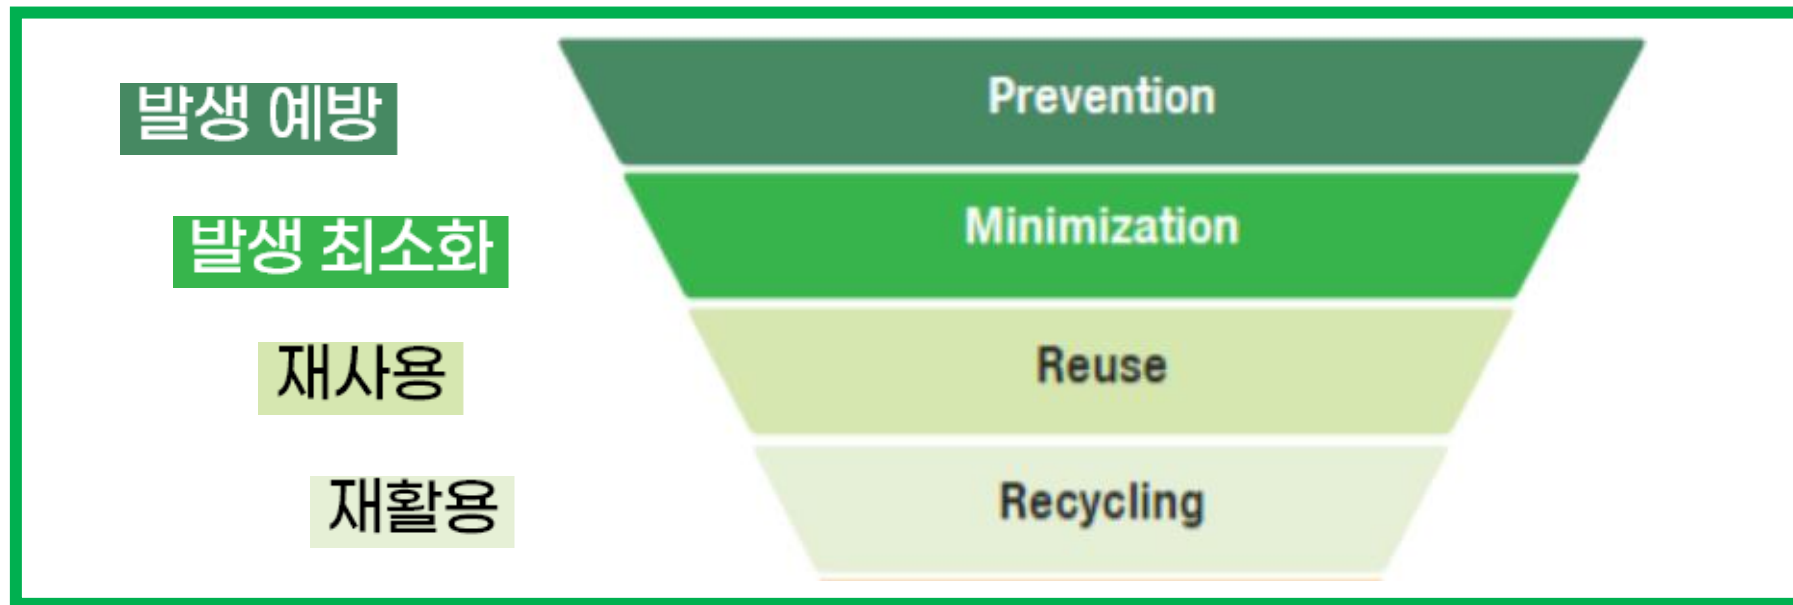 발생 예방
Prevention
발생 최소화
Minimization
재사용
Reuse
재활용
Recycling